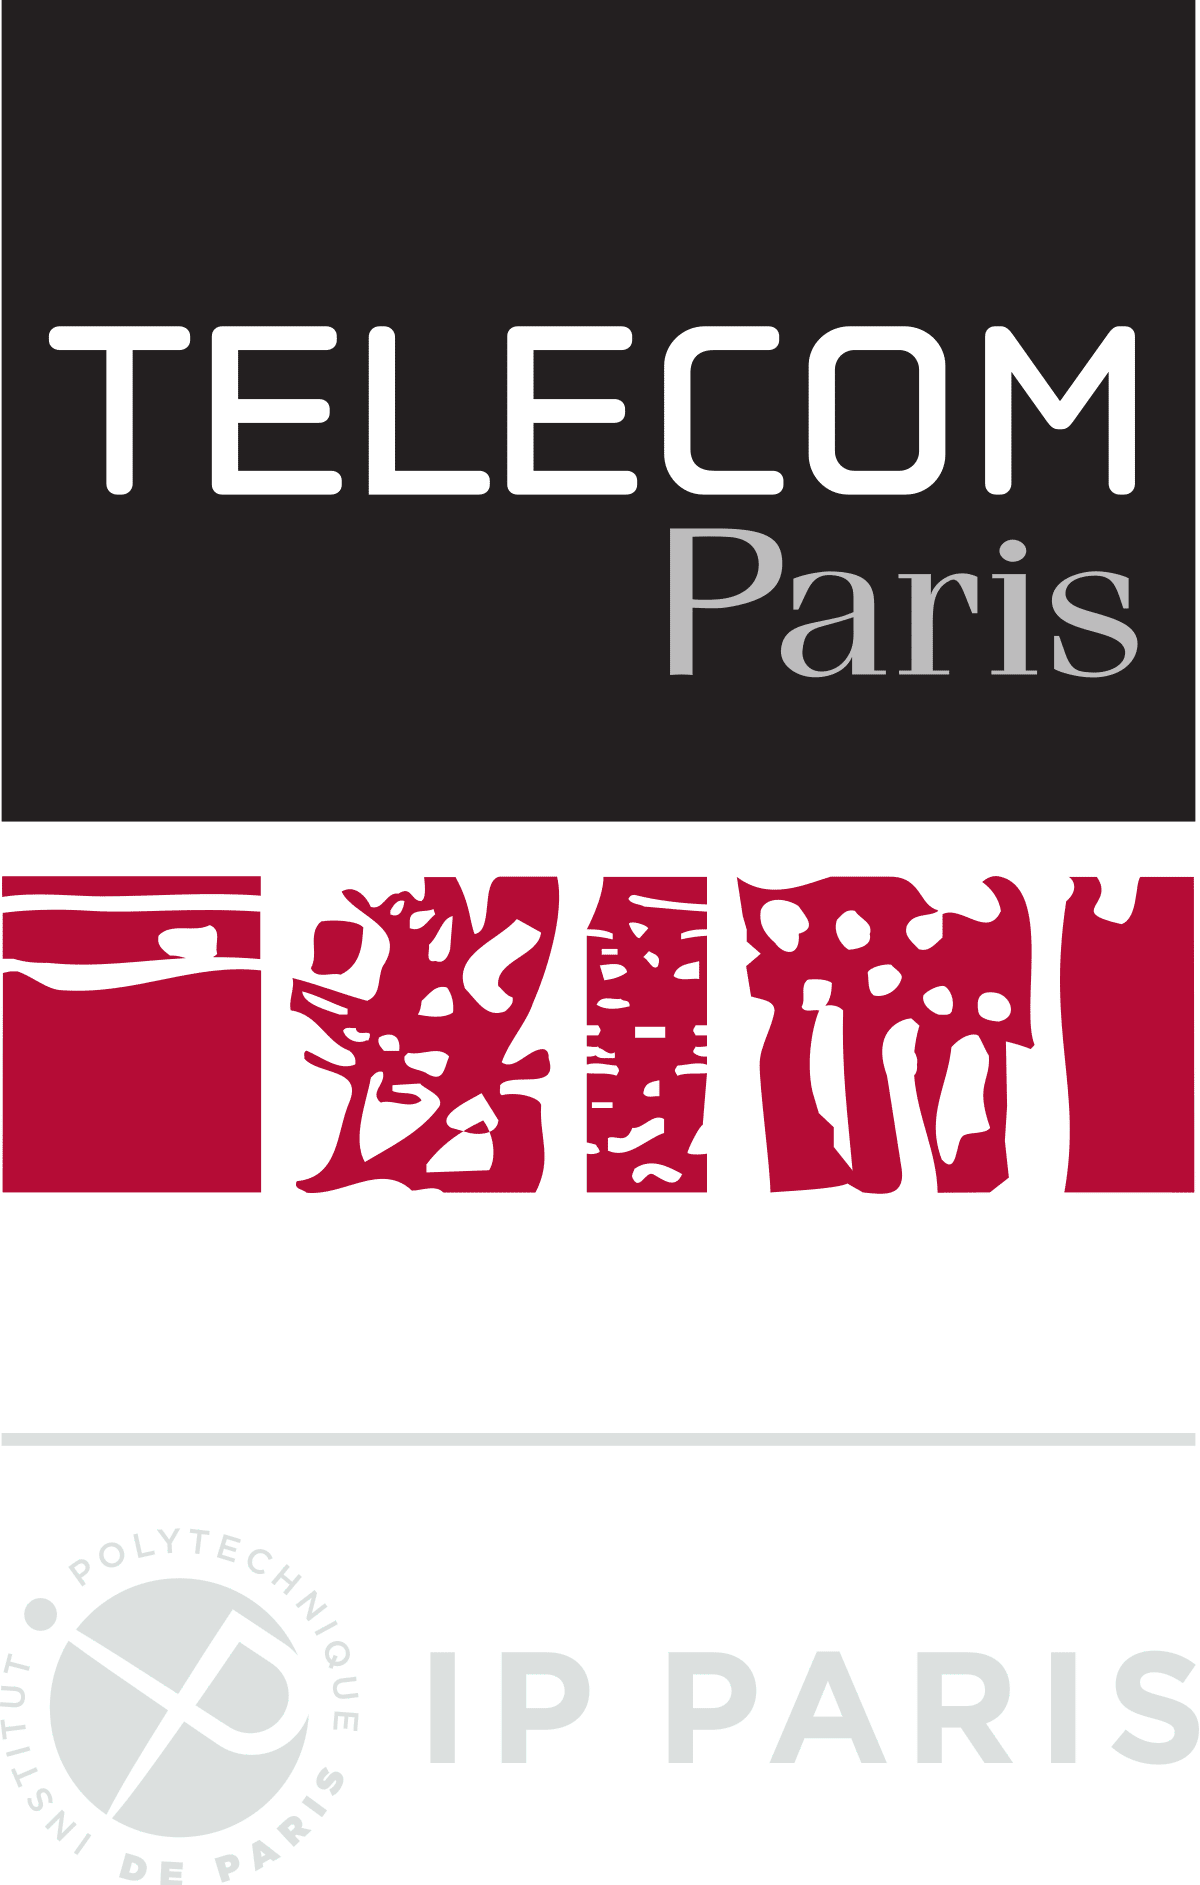 TELECOM
Paris
INSTITUT
POLYTECHNIQUE
DE PARIS
IP PARIS